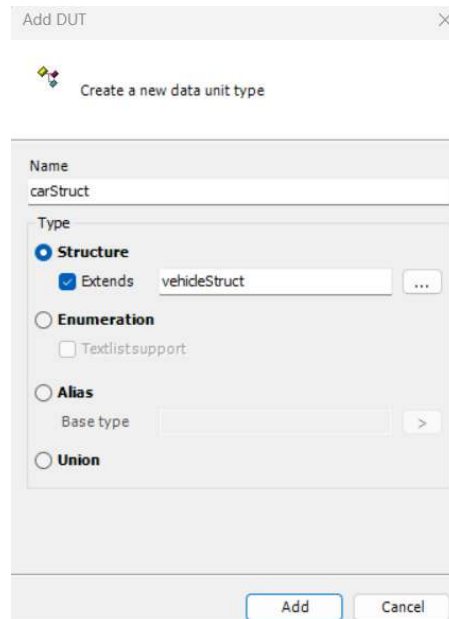 Add DUT
Create a new data unit type
Name
carStruct
Type
Structure
Extends vehicleStruct ...
Enumeration
Textlistsupport
Alias
Base type >
Union
Add Cancel